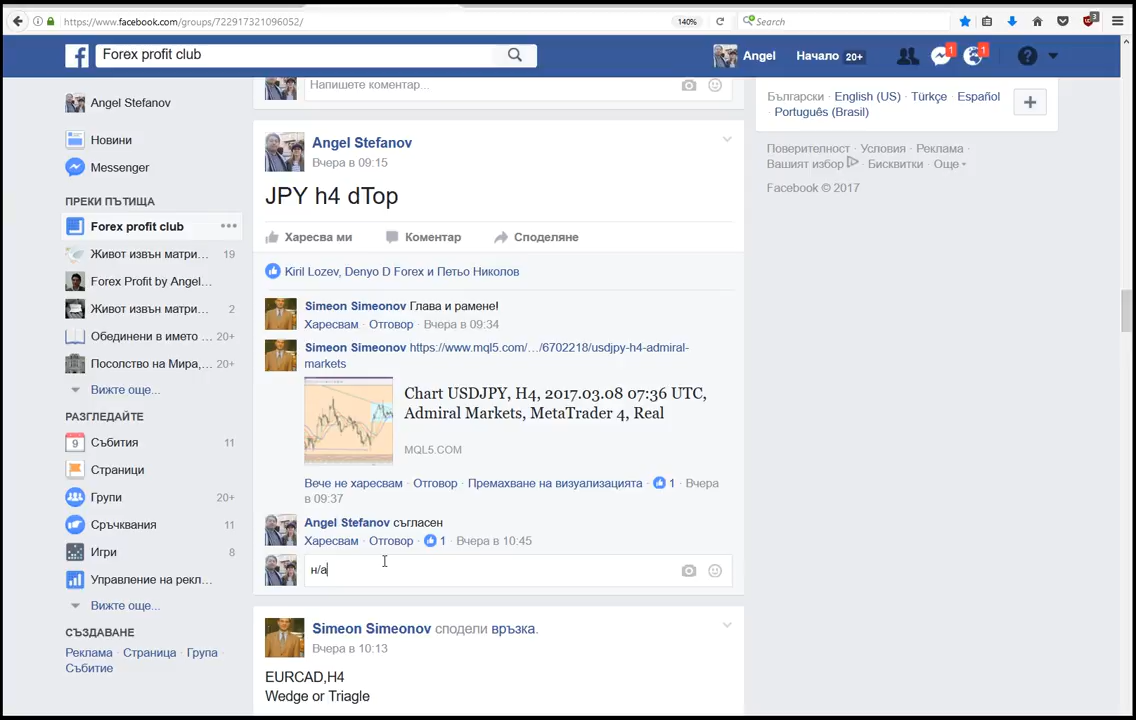 https://www.facebook.com/groups/722917321096052/
140%
Search
3
Forex profit club
Angel
Начало 20+
1
1
Angel Stefanov
Новини
Messenger
ПРЕКИ ПЪТИЩА
Forex profit club
Живот извън матри... 19
Forex Profit by Angel...
Живот извън матри... 2
Обединени в името ... 20+
Посолство на Мира,... 20+
Вижте още...
РАЗГЛЕДАЙТЕ
9 Събития 11
Страници
Групи 20+
Сръчквания 11
Игри 8
Управление на рекл...
Вижте още...
СЪЗДАВАНЕ
Реклама · Страница · Група ·
Събитие
Напишете коментар...
Angel Stefanov
Вчера в 09:15
JPY h4 dTop
Харесва ми Коментар Споделяне
Kiril Lozev, Denyo D Forex и Петьо Николов
Simeon Simeonov Глава и рамене!
Харесвам · Отговор · Вчера в 09:34
Simeon Simeonov https://www.mql5.com/…/6702218/usdjpy-h4-admiral-
markets
Chart USDJPY, H4, 2017.03.08 07:36 UTC,
Admiral Markets, MetaTrader 4, Real
MQL5.COM
Вече не харесвам · Отговор · Премахване на визуализацията · 1 · Вчера
в 09:37
Angel Stefanov съгласен
Харесвам · Отговор · 1 · Вчера в 10:45
н/а
Simeon Simeonov сподели връзка.
Вчера в 10:13
EURCAD,H4
Wedge or Triagle
Български · English (US) · Türkçe · Español
· Português (Brasil)
Поверителност · Условия · Реклама ·
Вашият избор · Бисквитки · Още
Facebook © 2017